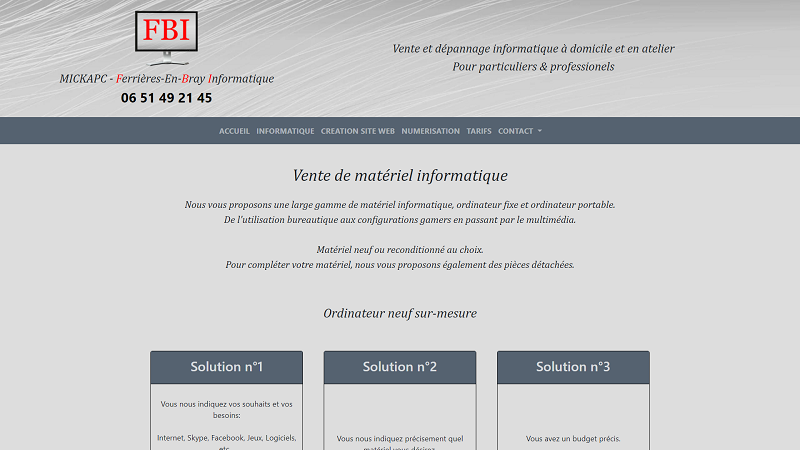 FBI
MICKAPC - Ferrières-En-Bray Informatique
06 51 49 21 45
Vente et dépannage informatique à domicile et en atelier
Pour particuliers & professionels
ACCUEIL INFORMATIQUE CREATION SITE WEB NUMERISATION TARIFS CONTACT
Vente de matériel informatique
Nous vous proposons une large gamme de matériel informatique, ordinateur fixe et ordinateur portable.
De l'utilisation bureautique aux configurations gamers en passant par le multimédia.
Matériel neuf ou reconditionné au choix.
Pour compléter votre matériel, nous vous proposons également des pièces détachées.
Ordinateur neuf sur-mesure
Solution n°1
Vous nous indiquez vos souhaits et vos
besoins:
Internet, Skype, Facebook, Jeux, Logiciels,
etc
Solution n°2
Vous nous indiquez précisement quel
matériel vous désirez
Solution n°3
Vous avez un budget précis.